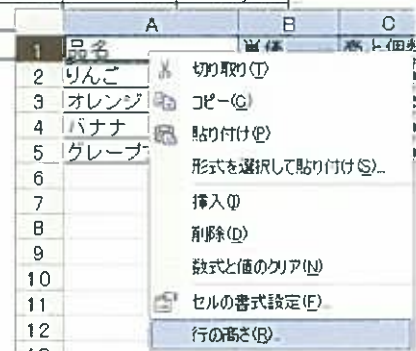 A B C
1 品名 単価
2 りんご
3 オレンジ
4 バナナ
5 グレープ
6
7
8
9
10
11
12
切り取り(T)
コピー(C)
貼り付け(P)
形式を選択して貼り付け(S)...
挿入(I)
削除(D)
数式と値のクリア(N)
セルの書式設定(F)...
行の高さ(R)...